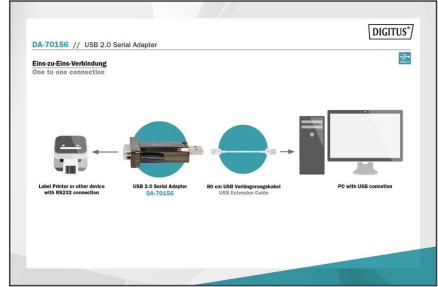 DIGITUS®
DA-70156 // USB 2.0 Serial Adapter
Eins-zu-Eins-Verbindung
One to one connection
Label Printer or other device
with RS232 connection
USB 2.0 Serial Adapter
DA-70156
80 cm USB Verlängerungskabel
USB Extension Cable
PC with USB connetion